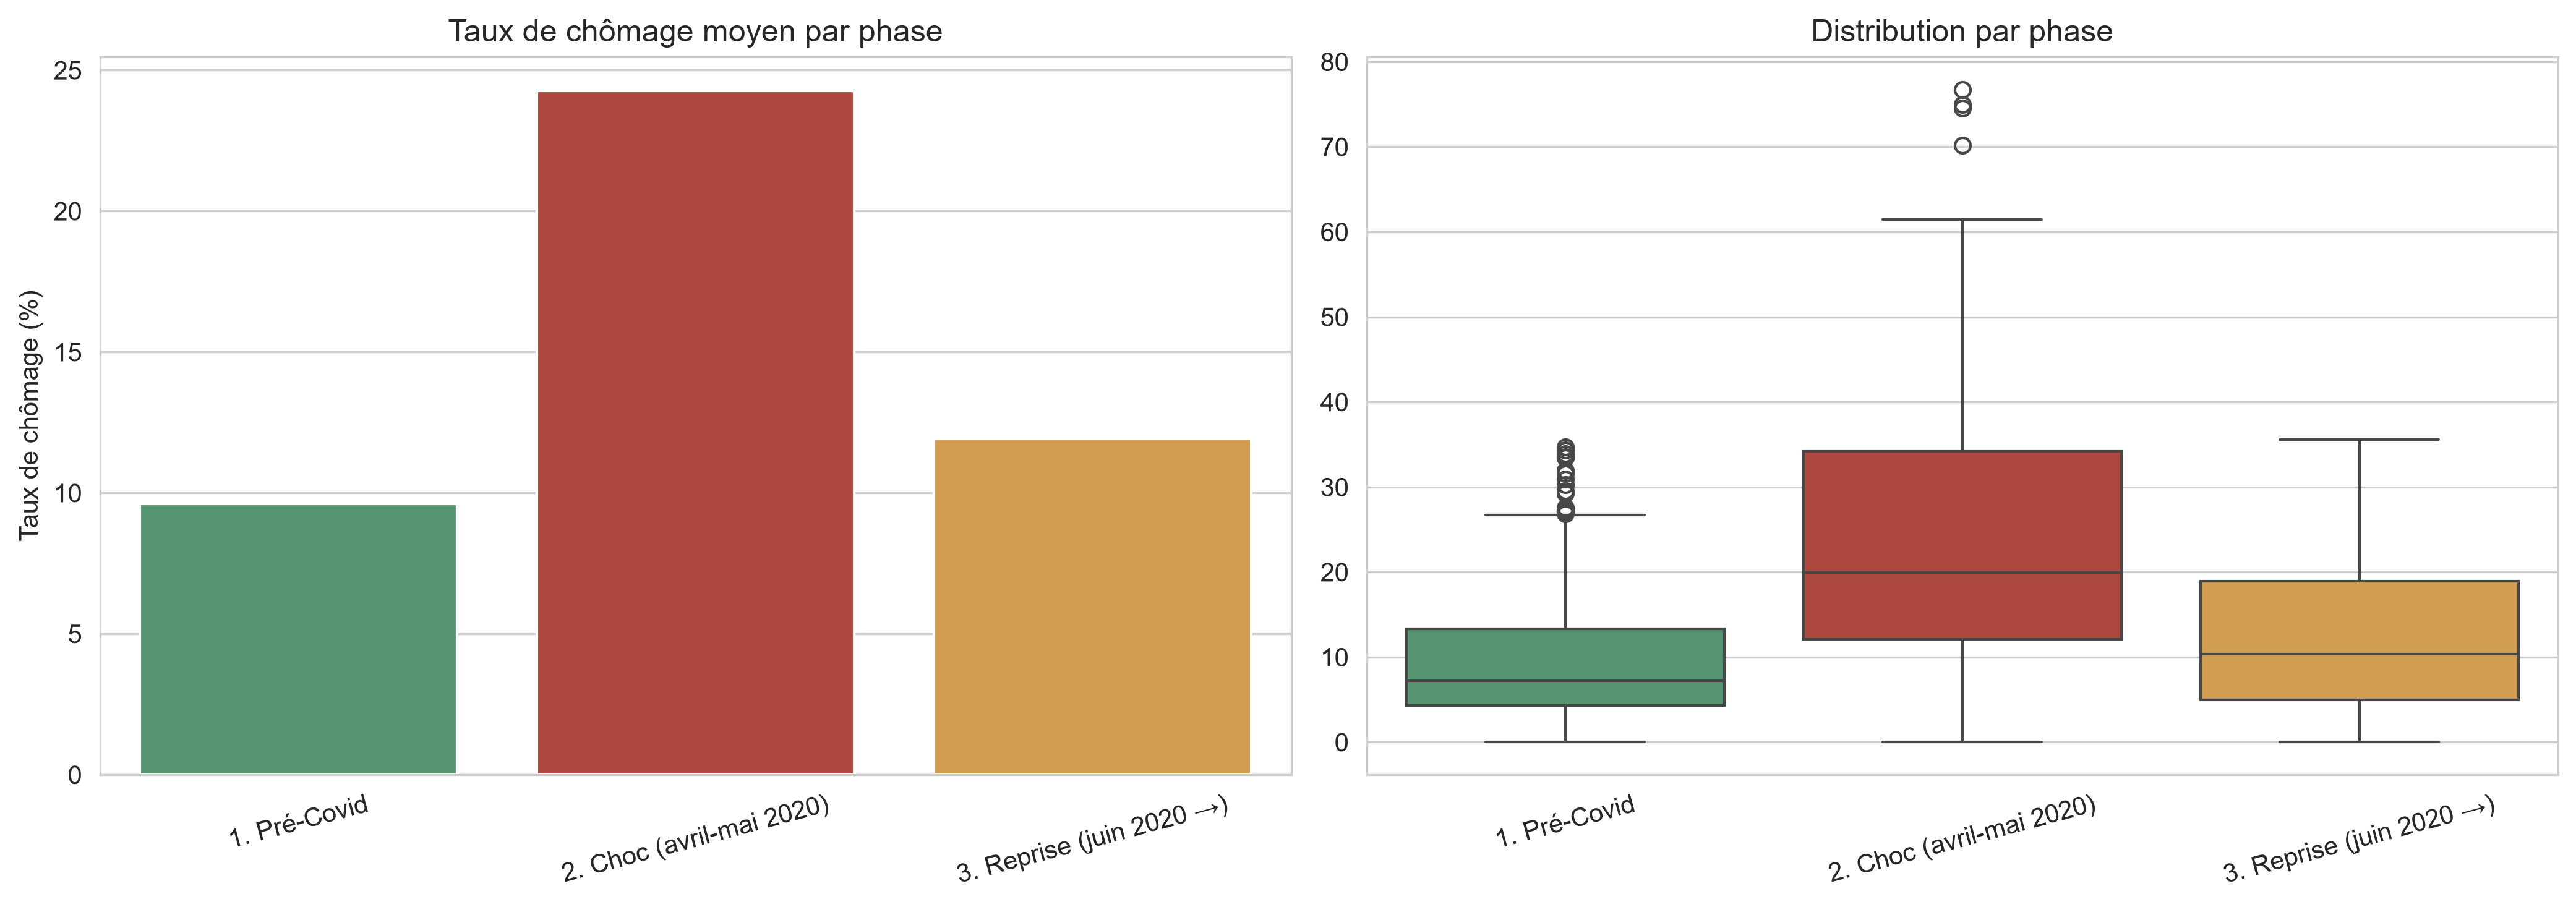 Taux de chômage moyen par phase
Taux de chômage (%)
25
20
15
10
5
0
1. Pré-Covid
2. Choc (avril-mai 2020)
3. Reprise (juin 2020 →)
Distribution par phase
80
70
60
50
40
30
20
10
0
1. Pré-Covid
2. Choc (avril-mai 2020)
3. Reprise (juin 2020 →)